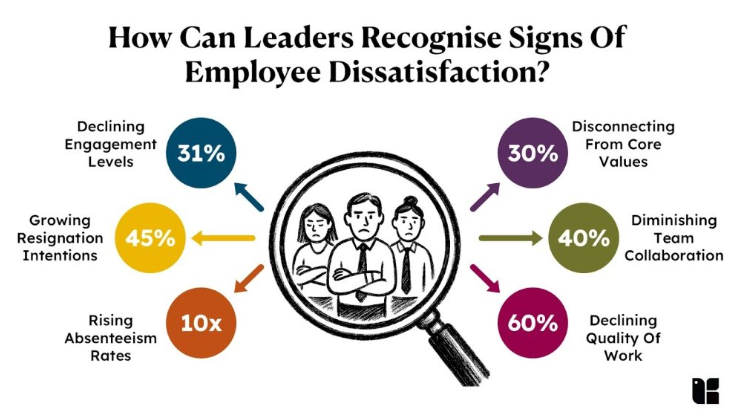 How Can Leaders Recognise Signs Of
Employee Dissatisfaction?
Declining
Engagement
Levels
31%
Growing
Resignation
Intentions
45%
Rising
Absenteeism
Rates
10x
30%
Disconnecting
From Core
Values
40%
Diminishing
Team
Collaboration
60%
Declining
Quality Of
Work